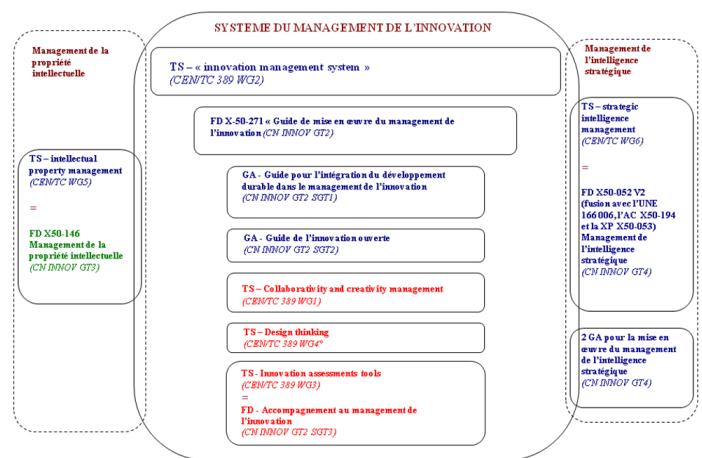 SYSTEME DU MANAGEMENT DE L'INNOVATION
Management de la
propriété
intellectuelle
TS – intellectual
property management
(CEN/TC WG5)
=
FD X50-146
Management de la
propriété intellectuelle
(CN INNOV GT3)
TS – « innovation management system »
(CEN/TC 389 WG2)
FD X-50-271 « Guide de mise en œuvre du management de
l'innovation (CN INNOV GT2)
GA - Guide pour l'intégration du développement
durable dans le management de l'innovation
(CN INNOV GT2 SGT1)
GA - Guide de l'innovation ouverte
(CN INNOV GT2 SGT2)
TS – Collaborativity and creativity management
(CEN/TC 389 WG1)
TS – Design thinking
(CEN/TC 389 WG4°
TS - Innovation assessments tools
(CEN/TC 389 WG3)
=
FD - Accompagnement au management de
l'innovation
(CN INNOV GT2 SGT3)
Management de
l'intelligence
stratégique
TS – strategic
intelligence
management
(CEN/TC WG6)
=
FD X50-052 V2
(fusion avec l'UNE
166 006, l'AC X50-194
et la XP X50-053)
Management de
l'intelligence
stratégique
(CN INNOV GT4)
2 GA pour la mise en
œuvre du management
de l'intelligence
stratégique
(CN INNOV GT4)